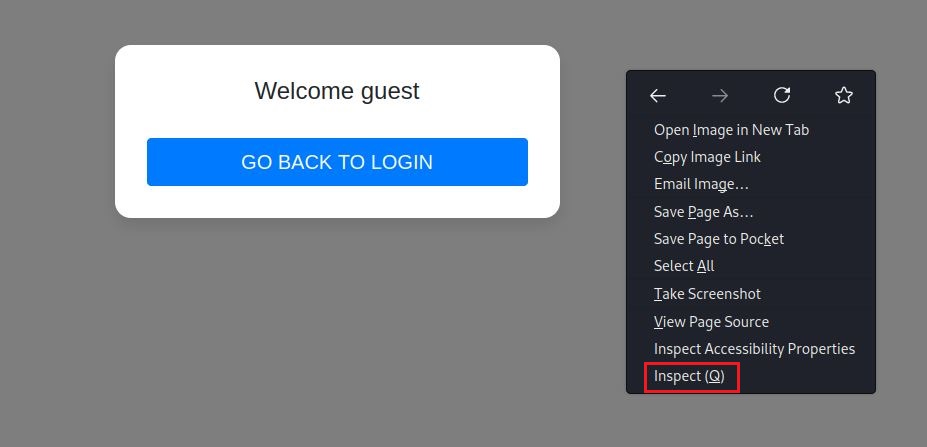 Welcome guest
GO BACK TO LOGIN
Open Image in New Tab
Copy Image Link
Email Image...
Save Page As...
Save Page to Pocket
Select All
Take Screenshot
View Page Source
Inspect Accessibility Properties
Inspect (Q)